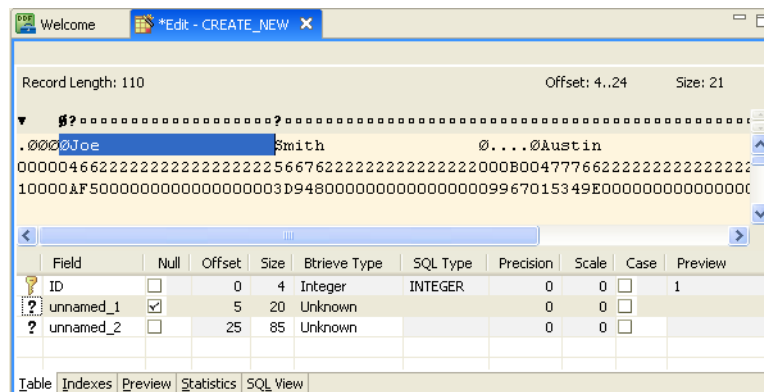 Welcome *Edit - CREATE_NEW
Record Length: 110 Offset: 4..24 Size: 21
.ØØØØJoe Smith Ø....ØAustin
Field Null Offset Size Btrieve Type SQL Type Precision Scale Case Preview
ID 0 4 Integer INTEGER 0 0 1
? unnamed_1 5 20 Unknown 0 0
? unnamed_2 25 85 Unknown 0 0
Table Indexes Preview Statistics SQL View